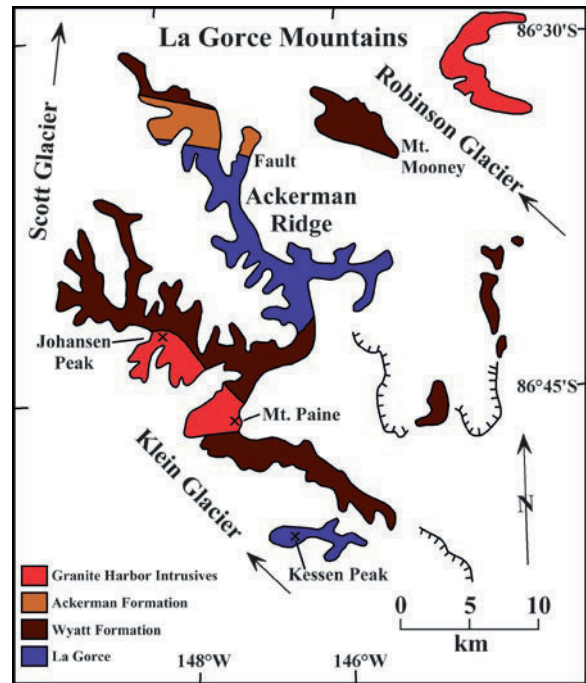 La Gorce Mountains
86°30'S
Scott Glacier
Robinson Glacier
Mt.
Mooney
Fault
Ackerman
Ridge
Johansen
Peak
86°45'S
Mt. Paine
Klein Glacier
N
Kessen Peak
Granite Harbor Intrusives
Ackerman Formation
Wyatt Formation
La Gorce
0 5 10
km
148°W
146°W